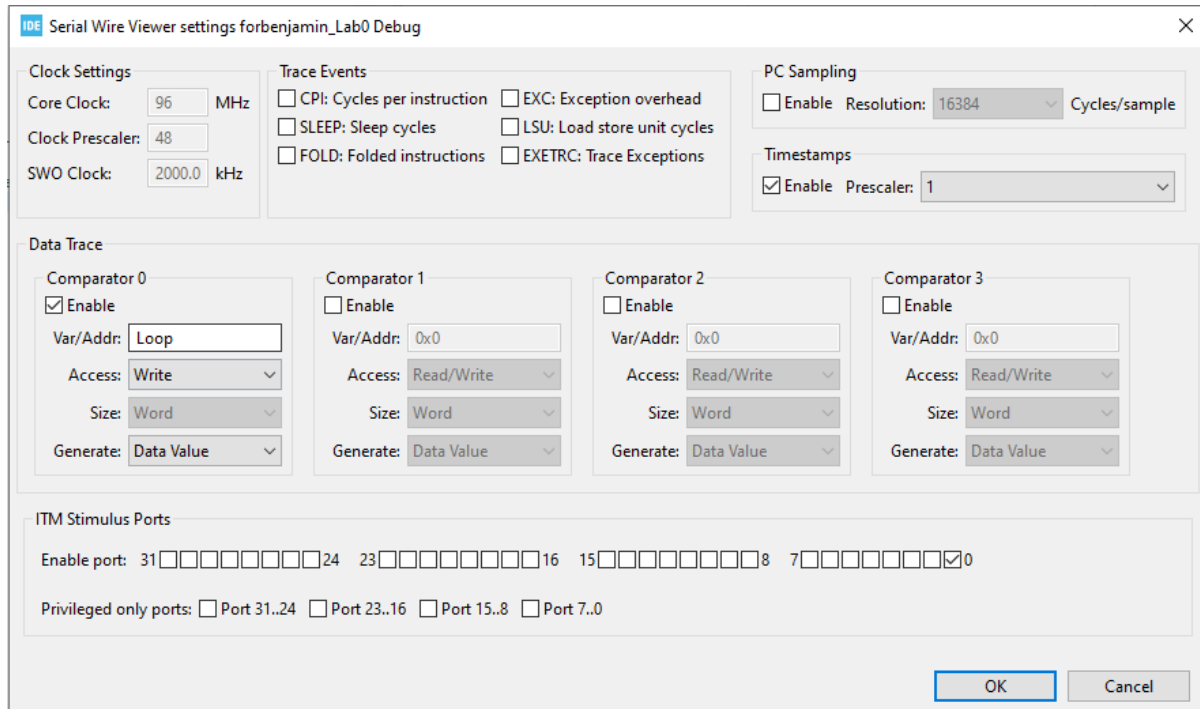 IDE Serial Wire Viewer settings forbenjamin_Lab0 Debug
Clock Settings
Core Clock: 96 MHz
Clock Prescaler: 48
SWO Clock: 2000.0 kHz
Trace Events
CPI: Cycles per instruction EXC: Exception overhead
SLEEP: Sleep cycles LSU: Load store unit cycles
FOLD: Folded instructions EXETRC: Trace Exceptions
PC Sampling
Enable Resolution: 16384 Cycles/sample
Timestamps
Enable Prescaler: 1
Data Trace
Comparator 0
Enable
Var/Addr: Loop
Access: Write
Size: Word
Generate: Data Value
Comparator 1
Enable
Var/Addr: 0x0
Access: Read/Write
Size: Word
Generate: Data Value
Comparator 2
Enable
Var/Addr: 0x0
Access: Read/Write
Size: Word
Generate: Data Value
Comparator 3
Enable
Var/Addr: 0x0
Access: Read/Write
Size: Word
Generate: Data Value
ITM Stimulus Ports
Enable port: 31 24 23 16 15 8 7 0
Privileged only ports: Port 31..24 Port 23..16 Port 15..8 Port 7..0
OK Cancel